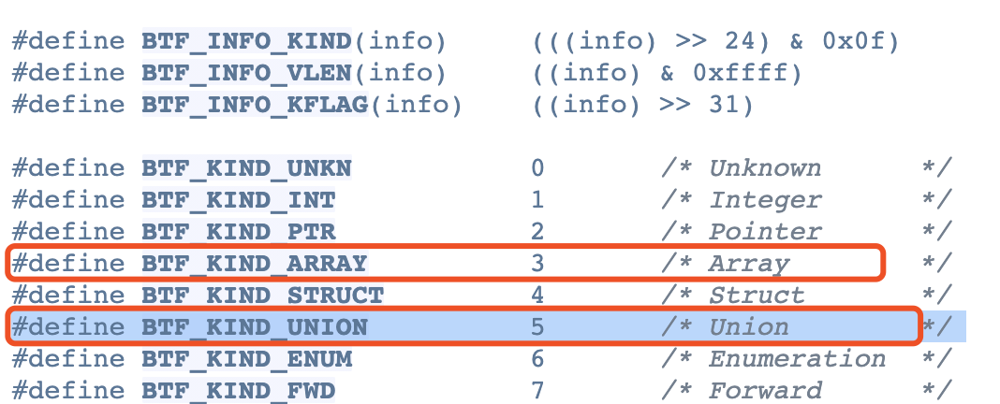 #define BTF_INFO_KIND(info) (((info) >> 24) & 0x0f)
#define BTF_INFO_VLEN(info) ((info) & 0xffff)
#define BTF_INFO_KFLAG(info) ((info) >> 31)
#define BTF_KIND_UNKN 0 /* Unknown */
#define BTF_KIND_INT 1 /* Integer */
#define BTF_KIND_PTR 2 /* Pointer */
#define BTF_KIND_ARRAY 3 /* Array */
#define BTF_KIND_STRUCT 4 /* Struct */
#define BTF_KIND_UNION 5 /* Union */
#define BTF_KIND_ENUM 6 /* Enumeration */
#define BTF_KIND_FWD 7 /* Forward */